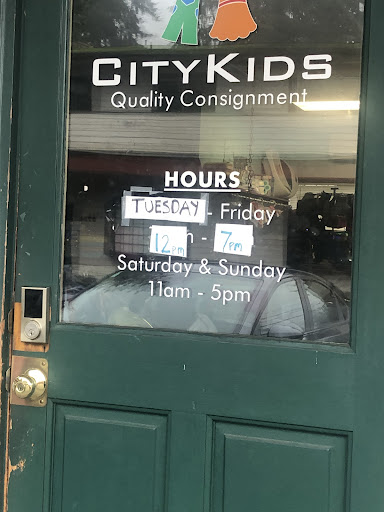 CITYKIDS
Quality Consignment
HOURS
TUESDAY - Friday
12pm - 7pm
Saturday & Sunday
11am - 5pm